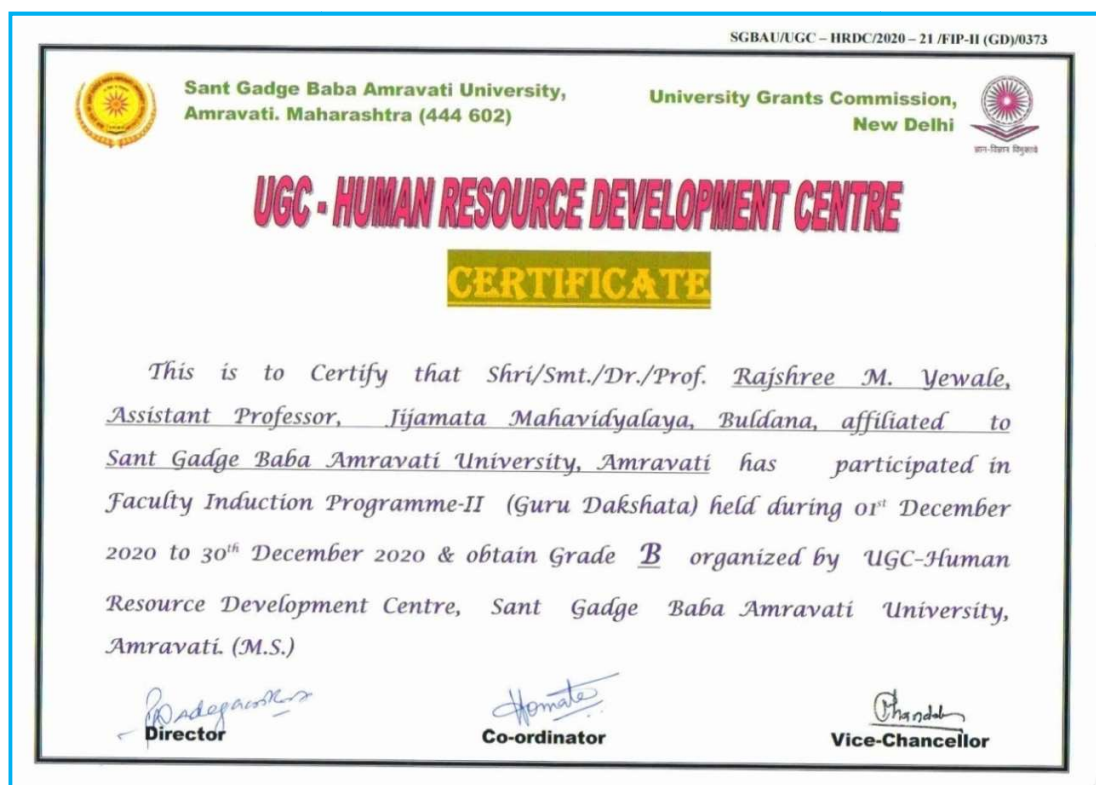 SGBAU/UGC – HRDC/2020 – 21 /FIP-II (GD)/0373
Sant Gadge Baba Amravati University,
Amravati. Maharashtra (444 602)
University Grants Commission,
New Delhi
ज्ञान-विज्ञान विमुक्तये
UGC - HUMAN RESOURCE DEVELOPMENT CENTRE
CERTIFICATE
This is to Certify that Shri/Smt./Dr./Prof. Rajshree M. Yewale,
Assistant Professor, Jijamata Mahavidyalaya, Buldana, affiliated to
Sant Gadge Baba Amravati University, Amravati has participated in
Faculty Induction Programme-II (Guru Dakshata) held during 01st December
2020 to 30th December 2020 & obtain Grade B organized by UGC-Human
Resource Development Centre, Sant Gadge Baba Amravati University,
Amravati. (M.S.)
Director
Co-ordinator
Vice-Chancellor